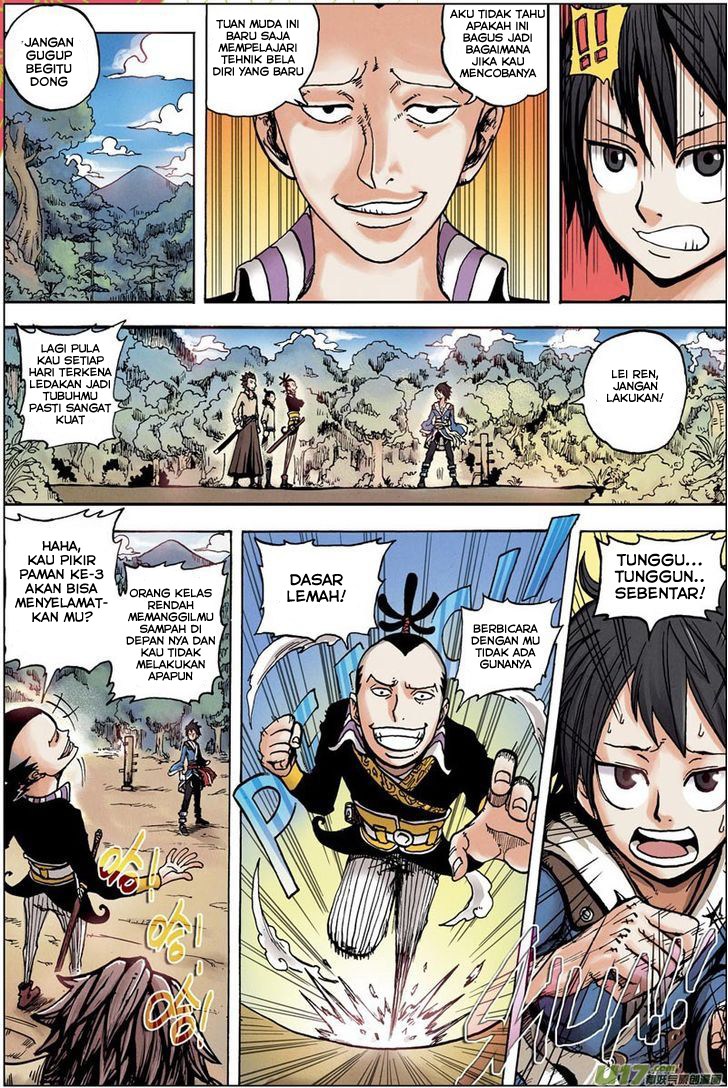 JANGAN
GUGUP
BEGITU
DONG
TUAN MUDA INI
BARU SAJA
MEMPELAJARI
TEHNIK BELA
DIRI YANG BARU
AKU TIDAK TAHU
APAKAH INI
BAGUS JADI
BAGAIMANA
JIKA KAU
MENCOBANYA
!!
LAGI PULA
KAU SETIAP
HARI TERKENA
LEDAKAN JADI
TUBUHMU
PASTI SANGAT
KUAT
LEI REN,
JANGAN
LAKUKAN!
HAHA,
KAU PIKIR
PAMAN KE-3
AKAN BISA
MENYELAMAT-
KAN MU?
ORANG KELAS
RENDAH
MEMANGGILMU
SAMPAH DI
DEPAN NYA DAN
KAU TIDAK
MELAKUKAN
APAPUN
哈!
哈!
哈!
DASAR
LEMAH!
BERBICARA
DENGAN MU
TIDAK ADA
GUNANYA
TUNGGU...
TUNGGUN..
SEBENTAR!
U17.COM